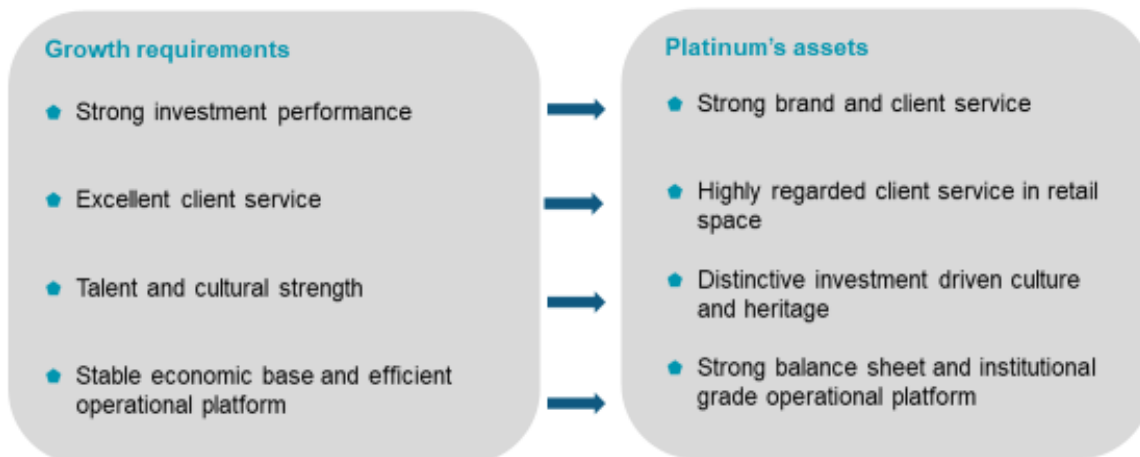 Growth requirements
Strong investment performance
Excellent client service
Talent and cultural strength
Stable economic base and efficient
operational platform
Platinum's assets
Strong brand and client service
Highly regarded client service in retail
space
Distinctive investment driven culture
and heritage
Strong balance sheet and institutional
grade operational platform